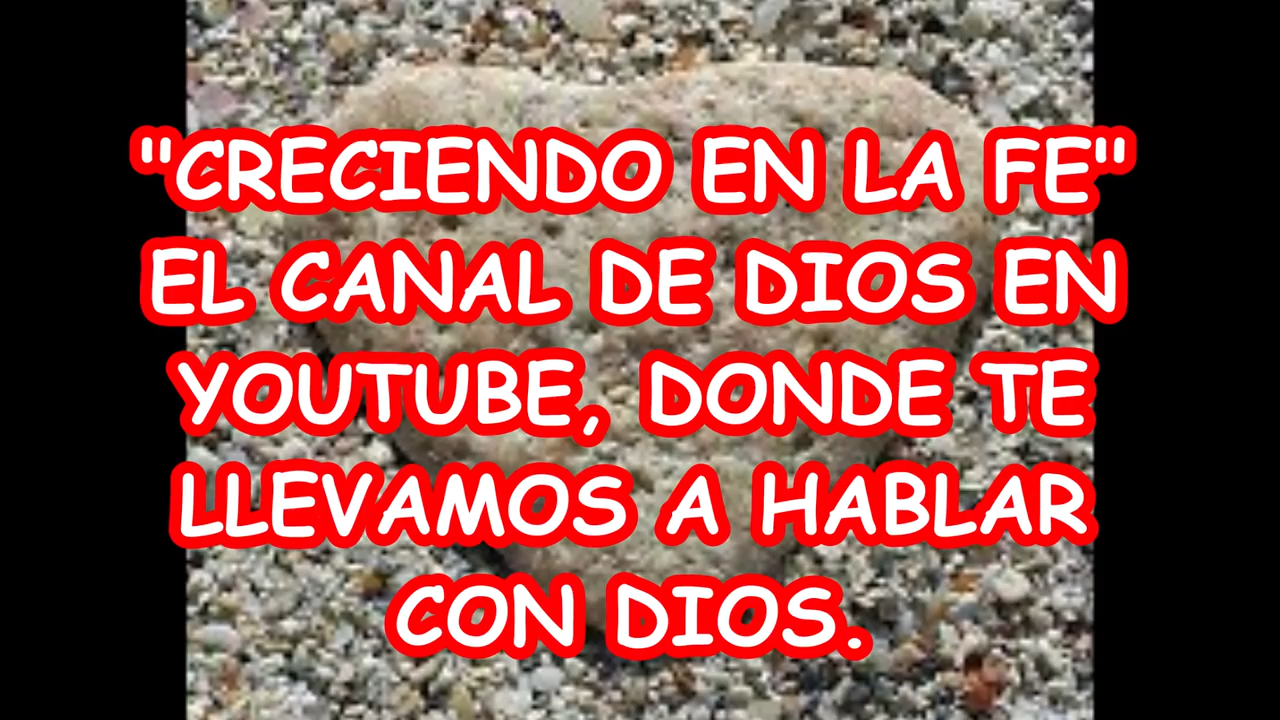 "CRECIENDO EN LA FE"
EL CANAL DE DIOS EN
YOUTUBE, DONDE TE
LLEVAMOS A HABLAR
CON DIOS.